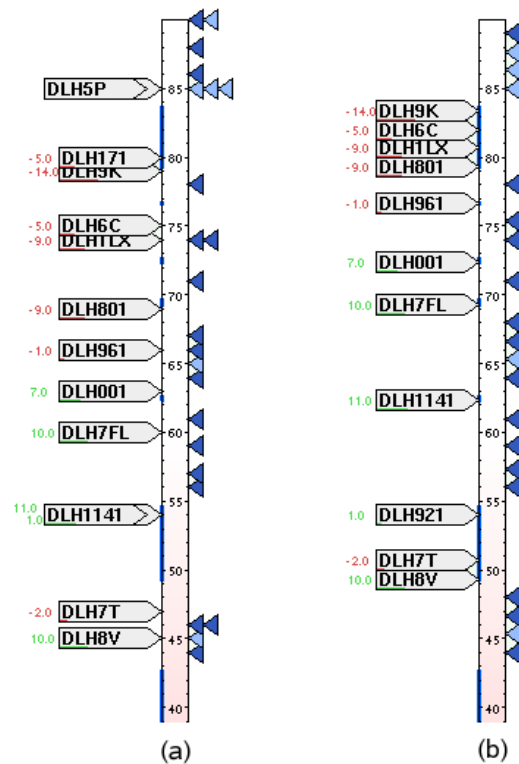 85
DLH5P
80
-5.0 DLH171
-14.0 DLH9K
75
-5.0 DLH6C
-9.0 DLH1LX
70
-9.0 DLH801
-1.0 DLH961
65
7.0 DLH001
10.0 DLH7FL
60
55
11.0
1.0 DLH1141
50
-2.0 DLH7T
10.0 DLH8V
45
40
(a)
85
-14.0 DLH9K
-5.0 DLH6C
-9.0 DLH1LX
80
-9.0 DLH801
-1.0 DLH961
75
7.0 DLH001
70
10.0 DLH7FL
65
11.0 DLH1141
60
55
1.0 DLH921
-2.0 DLH7T
50
10.0 DLH8V
45
40
(b)